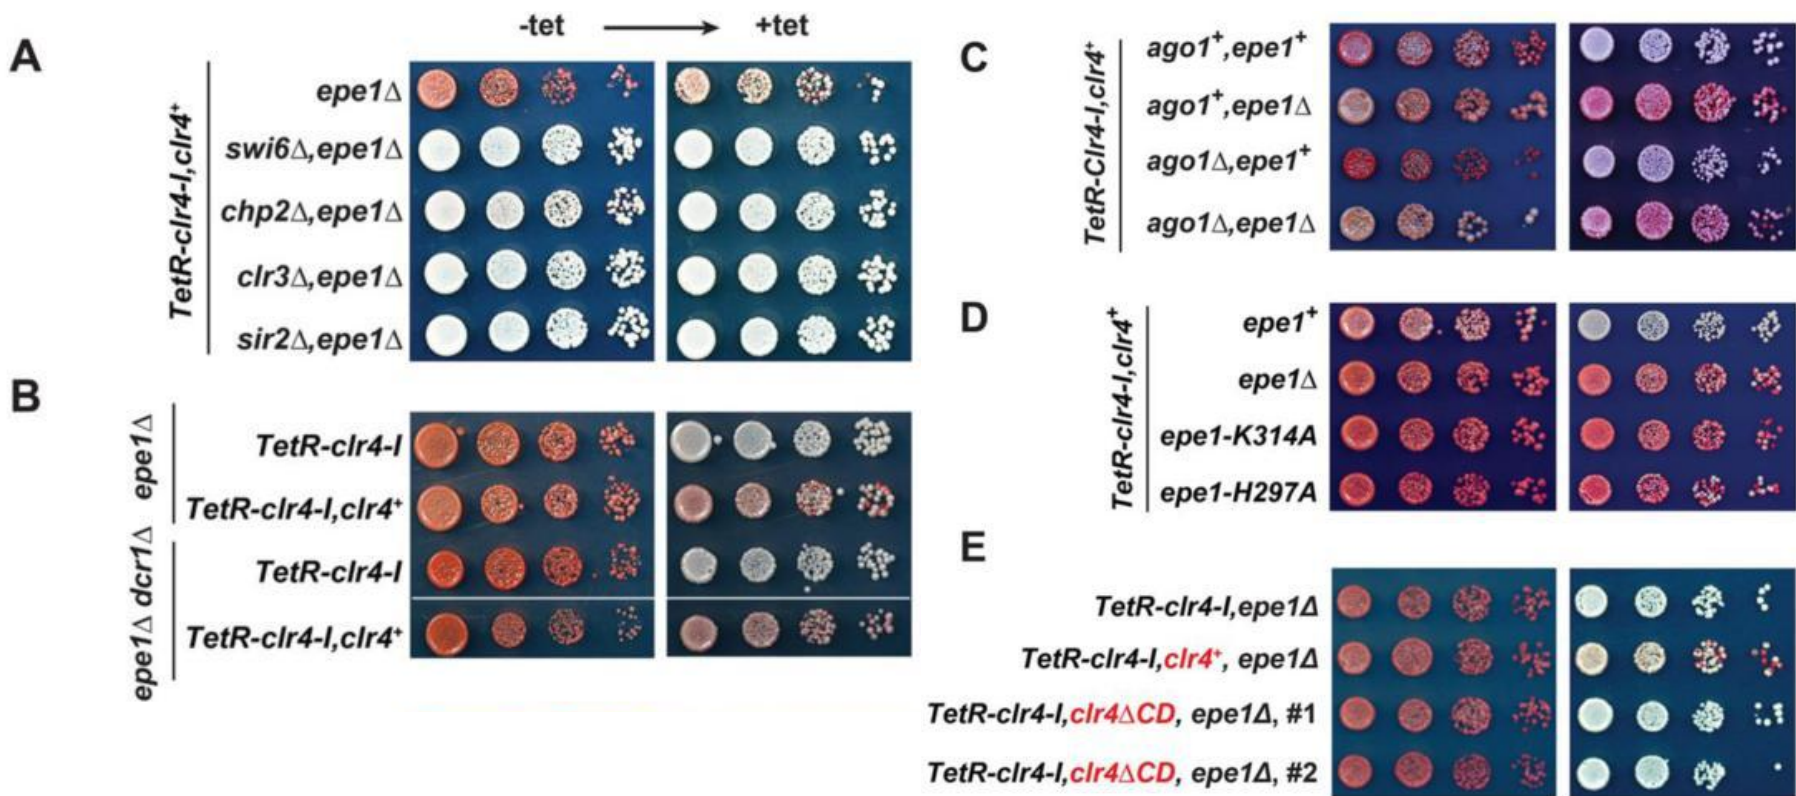 -tet → +tet
A
TetR-clr4-I,clr4⁺
epe1Δ
swi6Δ,epe1Δ
chp2Δ,epe1Δ
clr3Δ,epe1Δ
sir2Δ,epe1Δ
B
epe1Δ
TetR-clr4-I
TetR-clr4-I,clr4⁺
epe1Δ dcr1Δ
TetR-clr4-I
TetR-clr4-I,clr4⁺
C
TetR-Clr4-I,clr4⁺
ago1⁺,epe1⁺
ago1⁺,epe1Δ
ago1Δ,epe1⁺
ago1Δ,epe1Δ
D
TetR-clr4-I,clr4⁺
epe1⁺
epe1Δ
epe1-K314A
epe1-H297A
E
TetR-clr4-I,epe1Δ
TetR-clr4-I,clr4⁺, epe1Δ
TetR-clr4-I,clr4ΔCD, epe1Δ, #1
TetR-clr4-I,clr4ΔCD, epe1Δ, #2